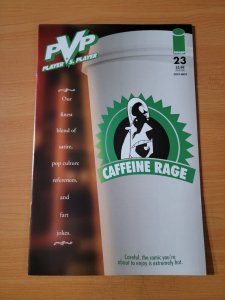 PVP
PLAYER V.S. PLAYER
23
Our
finest
blend of
satire,
pop culture
references,
and
fart
jokes.
CAFFEINE RAGE
Careful, the comic you're
about to enjoy is extremely hot.